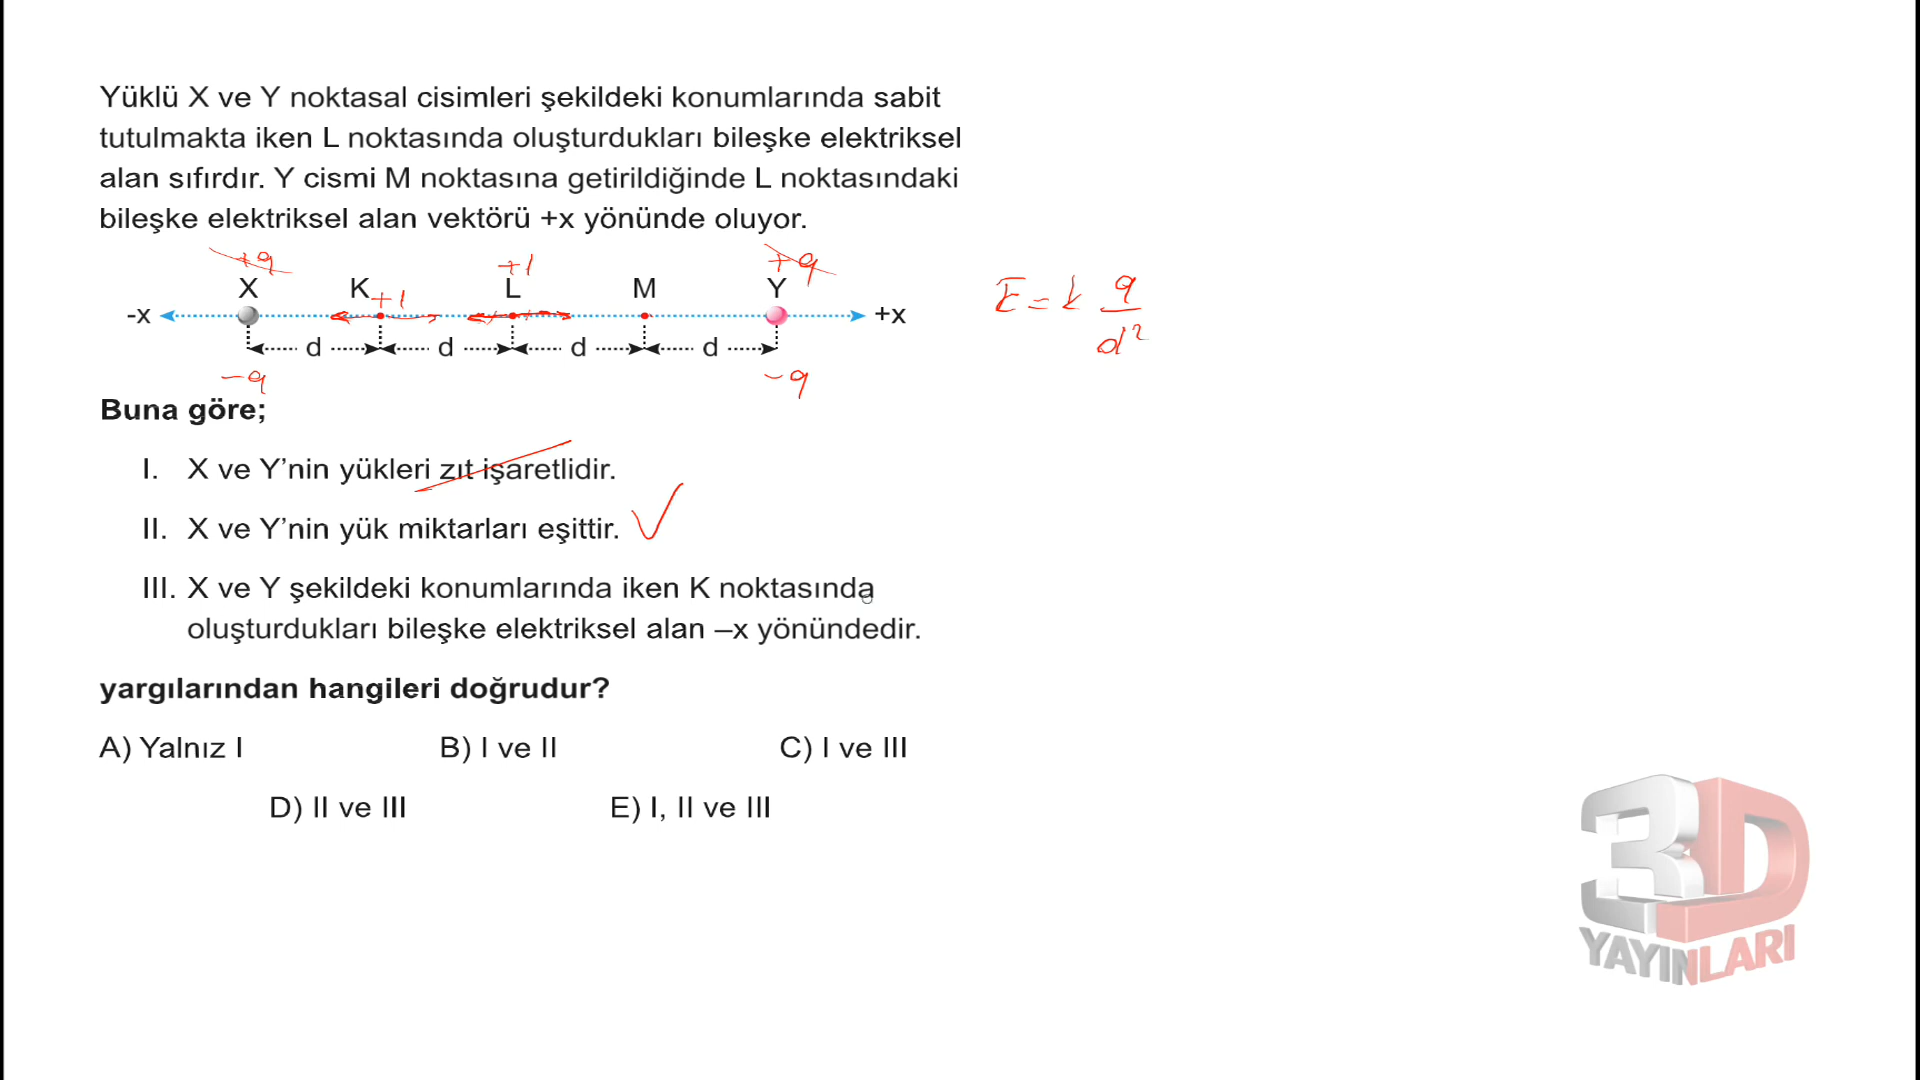 Yüklü X ve Y noktasal cisimleri şekildeki konumlarında sabit
tutulmakta iken L noktasında oluşturdukları bileşke elektriksel
alan sıfırdır. Y cismi M noktasına getirildiğinde L noktasındaki
bileşke elektriksel alan vektörü +x yönünde oluyor.
+q +1 +q
X K +1 L M Y
-x +x
d d d d
-q -q
E = k q / d²
Buna göre;
I. X ve Y’nin yükleri zıt işaretlidir.
II. X ve Y’nin yük miktarları eşittir.
III. X ve Y şekildeki konumlarında iken K noktasında
oluşturdukları bileşke elektriksel alan –x yönündedir.
yargılarından hangileri doğrudur?
A) Yalnız I B) I ve II C) I ve III
D) II ve III E) I, II ve III
3D
YAYINLARI